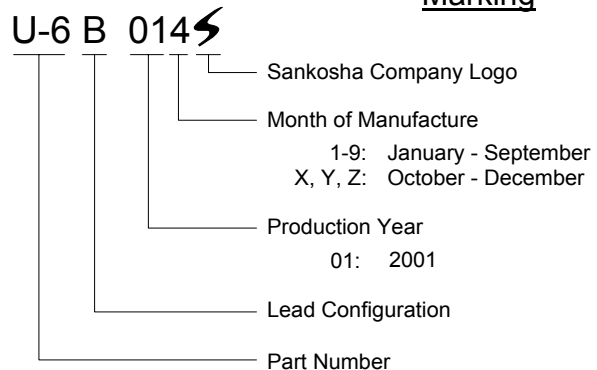 Marking
U-6 B 014
Sankosha Company Logo
Month of Manufacture
1-9: January - September
X, Y, Z: October - December
Production Year
01: 2001
Lead Configuration
Part Number